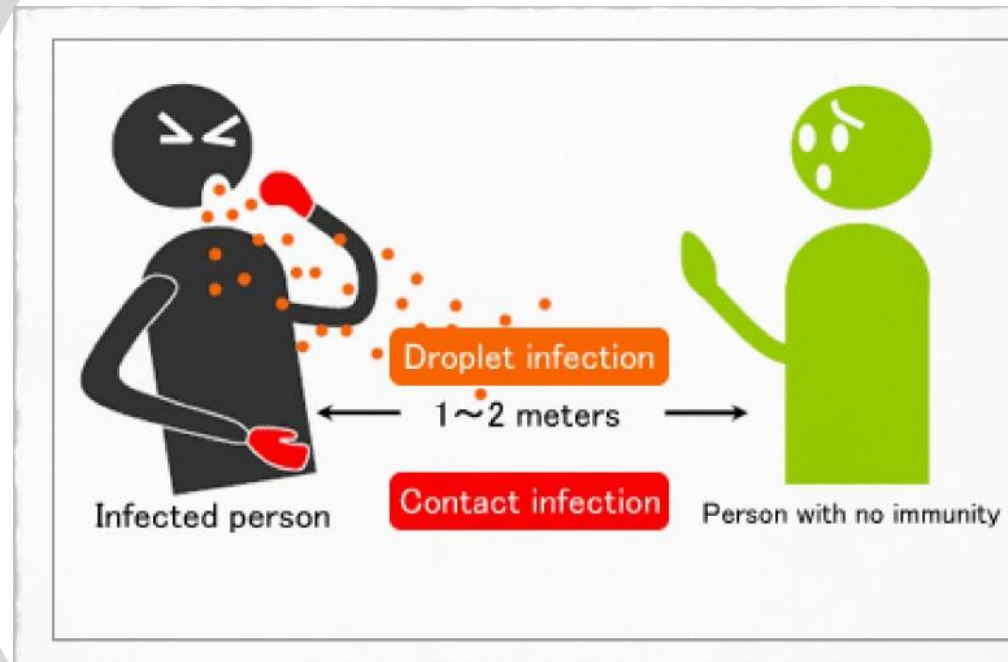 Droplet infection
1～2 meters
Contact infection
Infected person
Person with no immunity